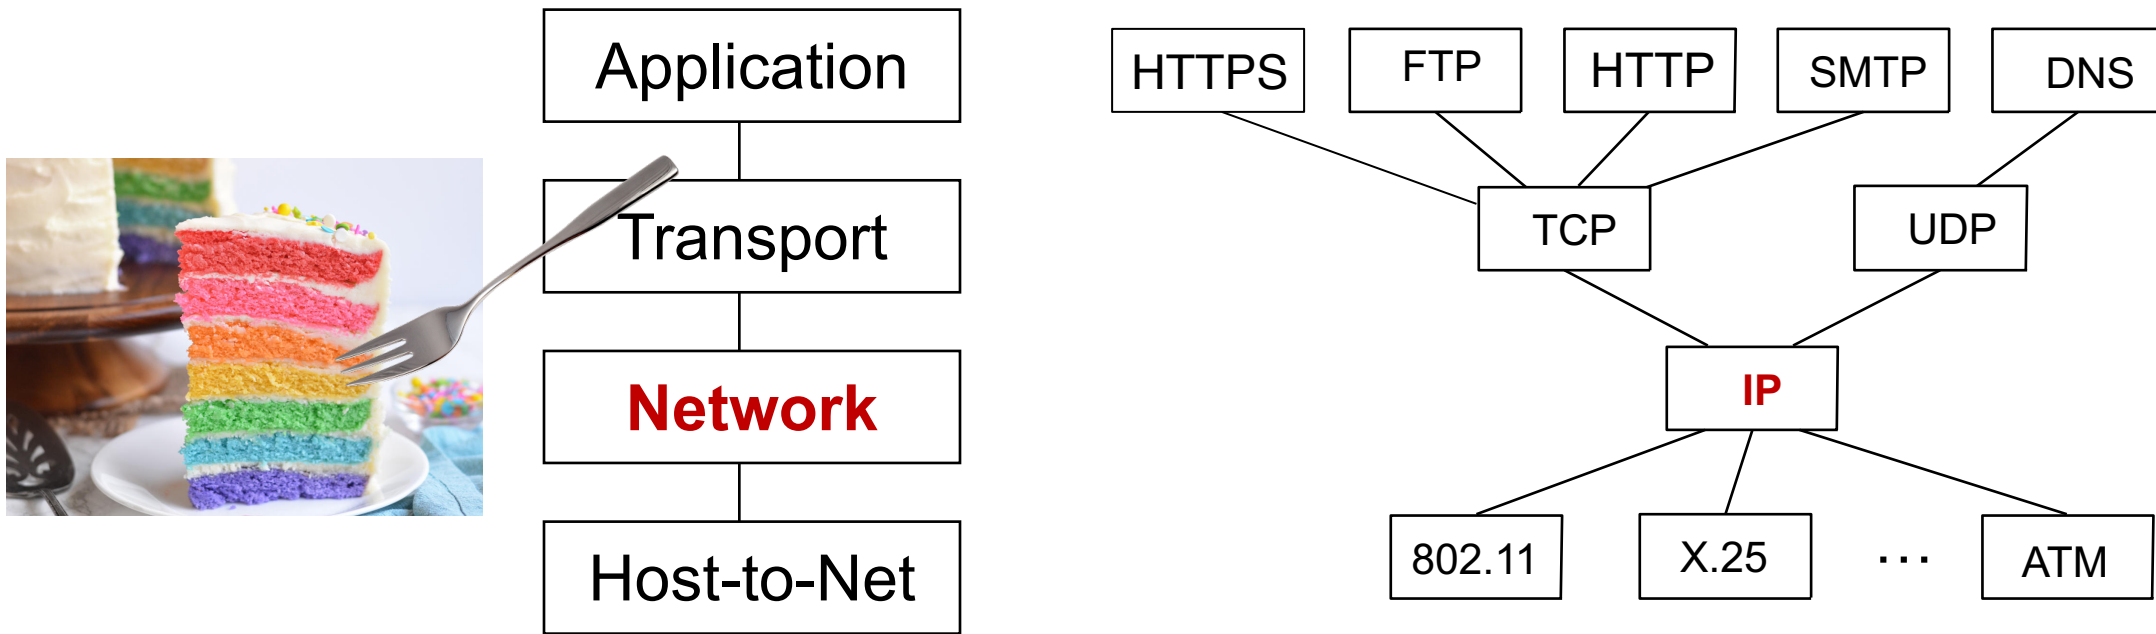 Application
Transport
Network
Host-to-Net
HTTPS FTP HTTP SMTP DNS
TCP UDP
IP
802.11 X.25 ... ATM